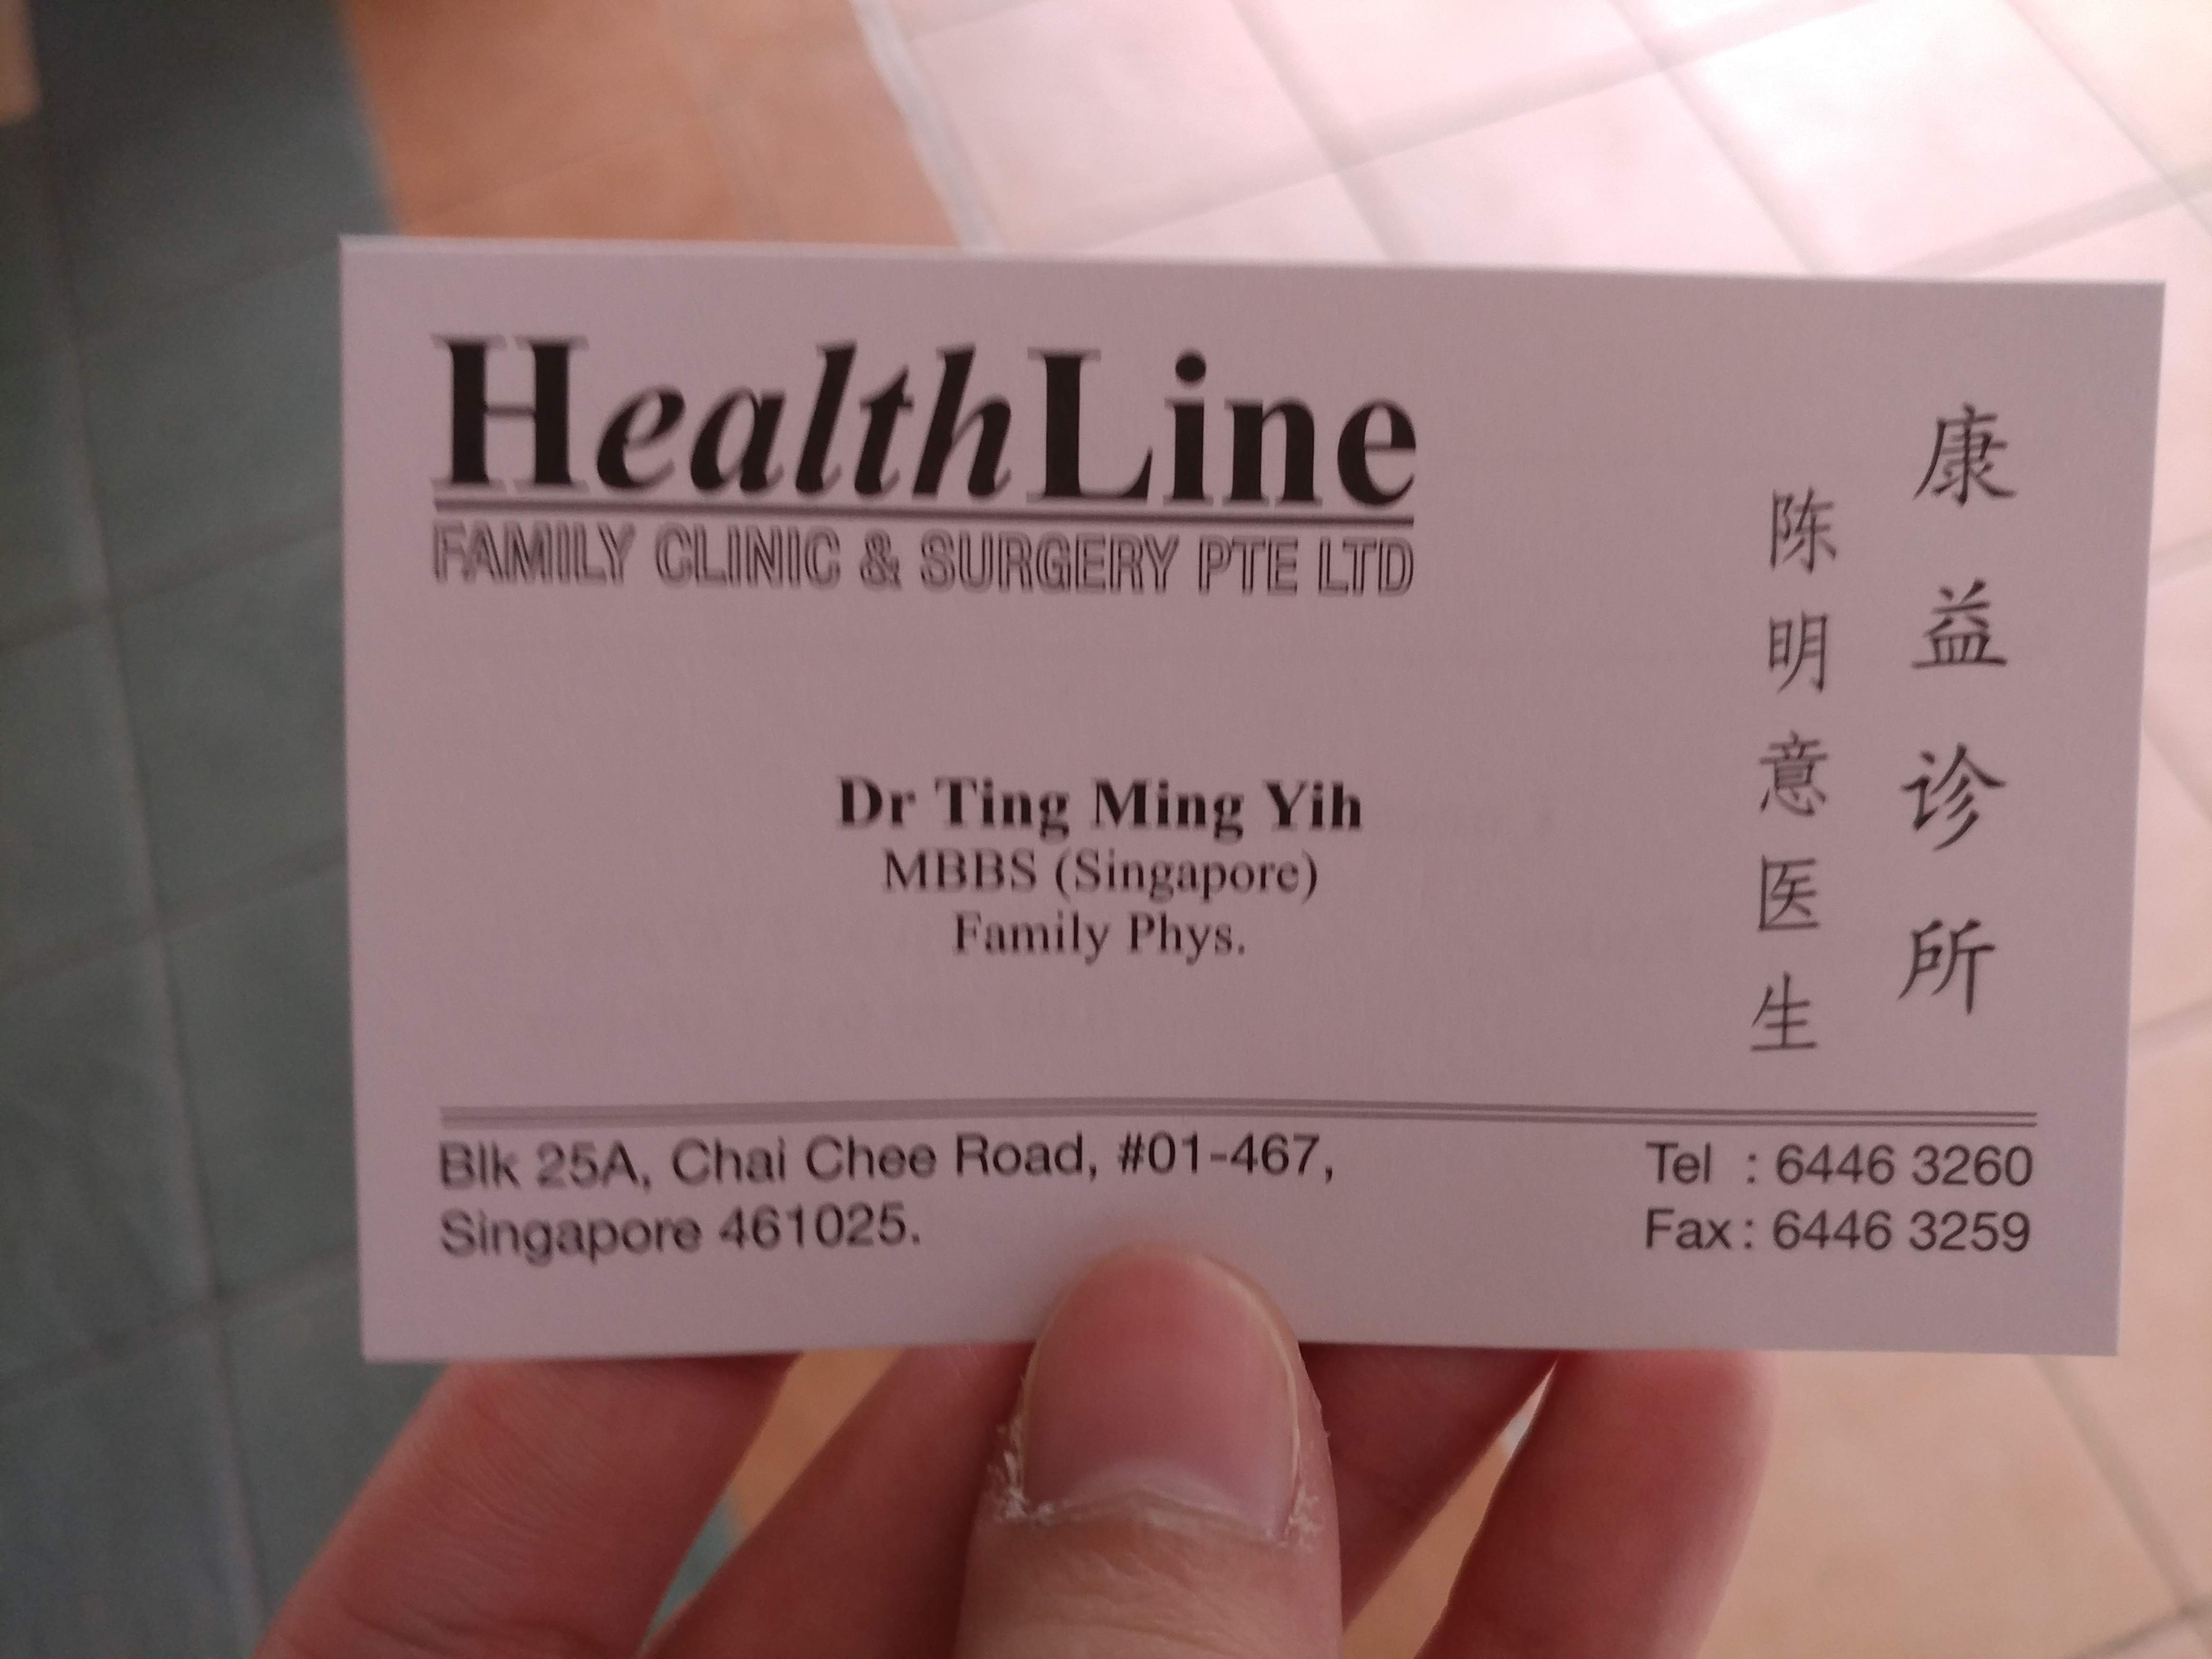 HealthLine
FAMILY CLINIC & SURGERY PTE LTD
康益诊所
陈明意医生
Dr Ting Ming Yih
MBBS (Singapore)
Family Phys.
Blk 25A, Chai Chee Road, #01-467,
Singapore 461025.
Tel : 6446 3260
Fax : 6446 3259